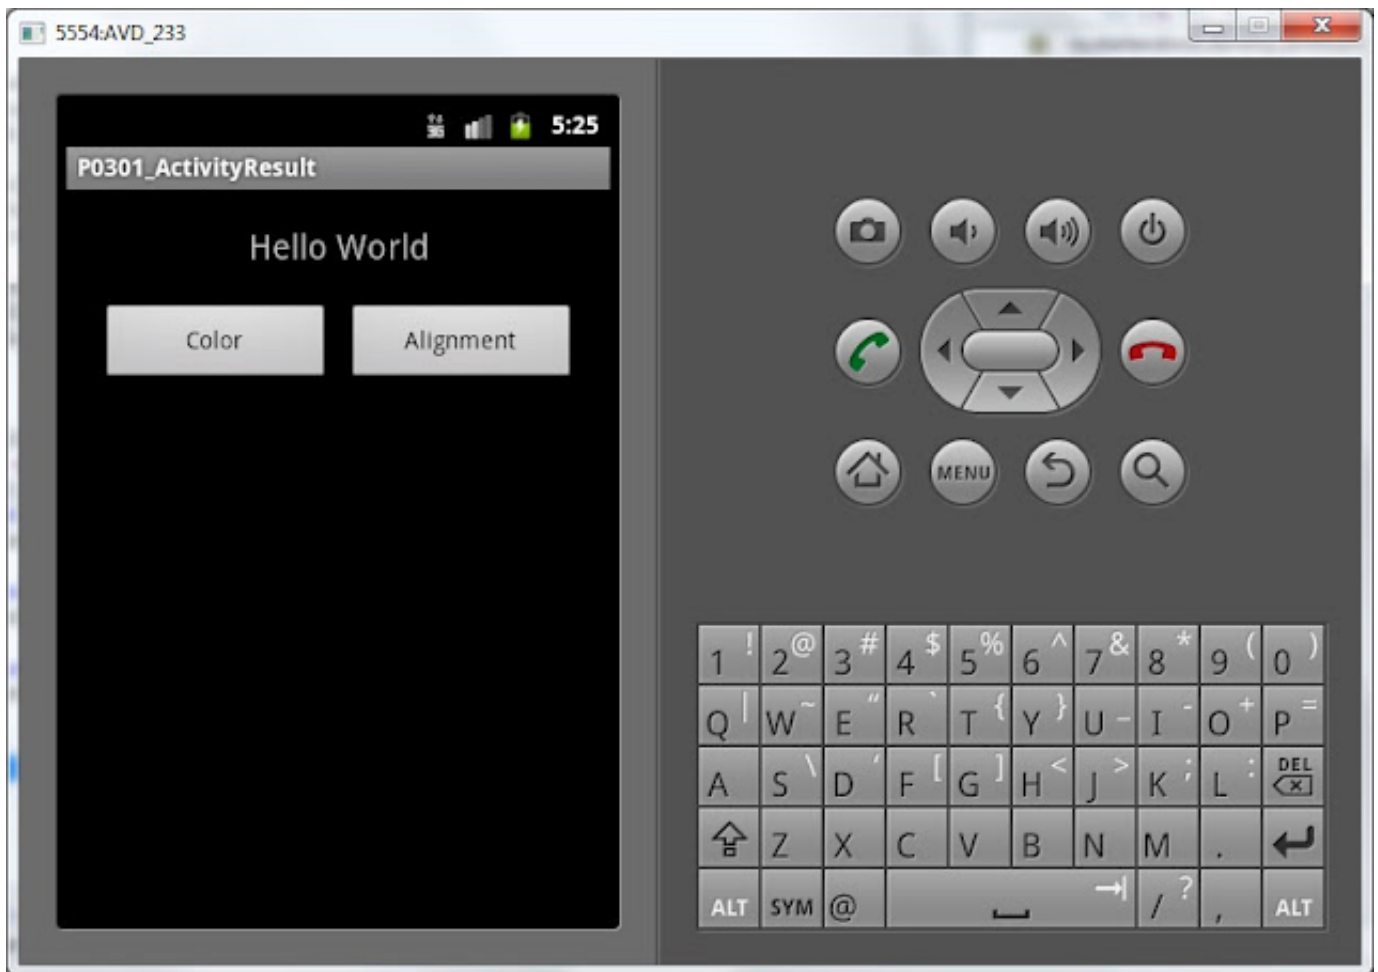 5554:AVD_233
3G 5:25
P0301_ActivityResult
Hello World
Color Alignment
MENU
1 ! 2 @ 3 # 4 $ 5 % 6 ^ 7 & 8 * 9 ( 0 )
Q | W ~ E " R ` T { Y } U _ I - O + P =
A S \ D ' F [ G ] H < J > K ; L : DEL
Z X C V B N M .
ALT SYM @ / ? , ALT